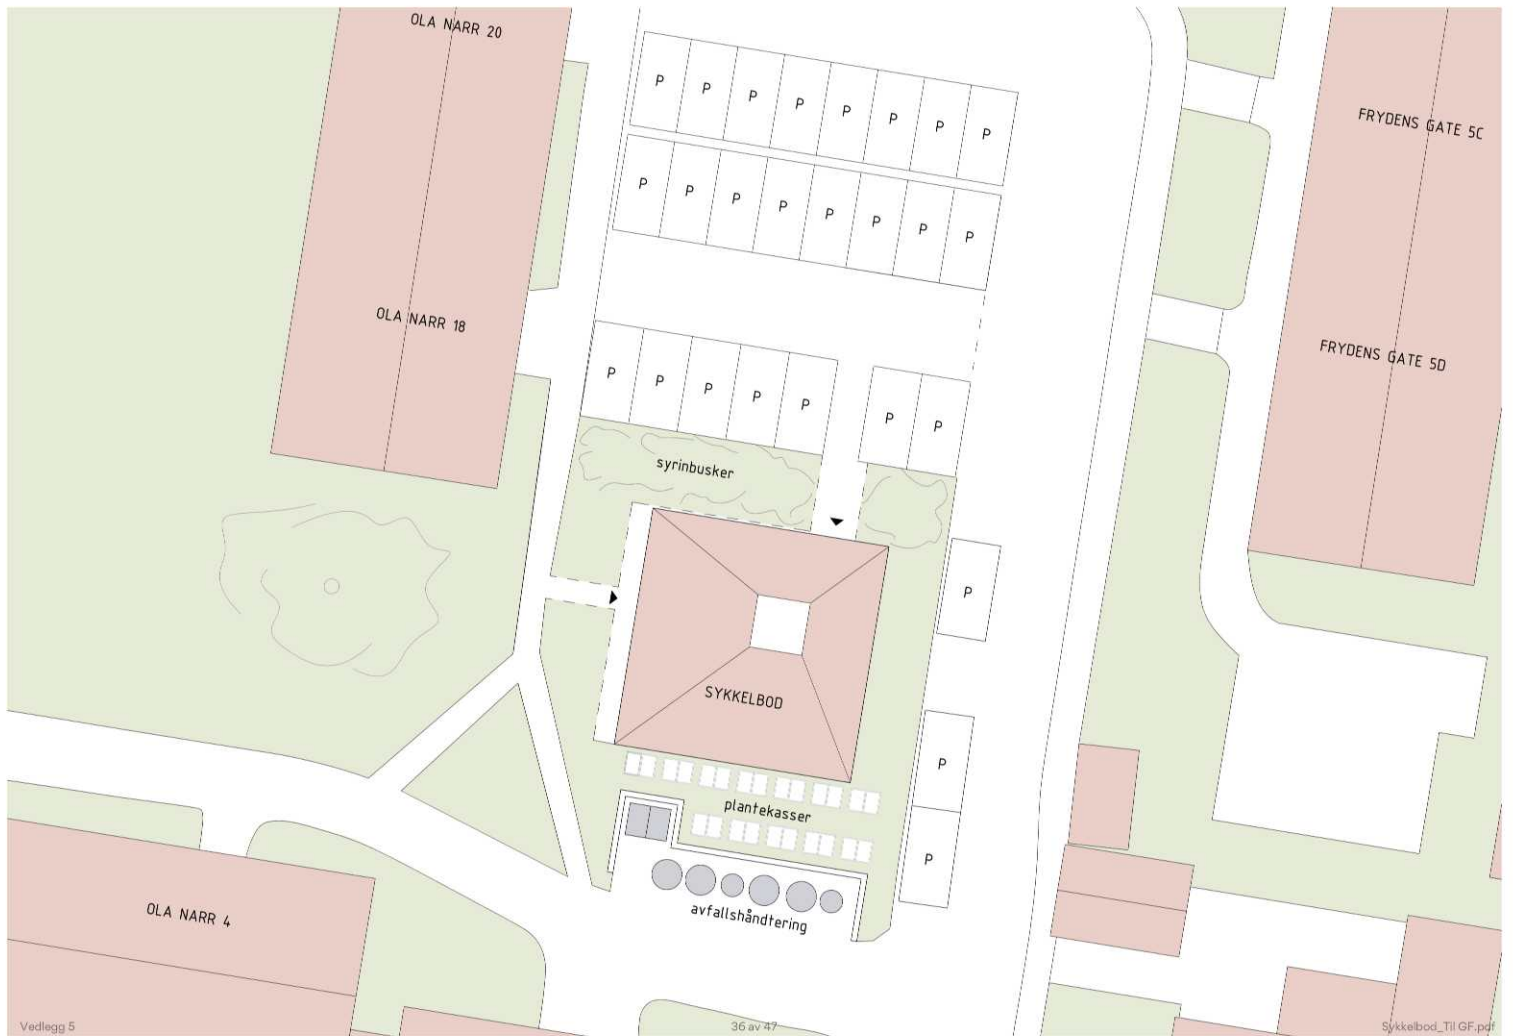 OLA NARR 20
P P P P P P P P
FRYDENS GATE 5C
P P P P P P P P
OLA NARR 18
FRYDENS GATE 5D
P P P P P P P
syrinbusker
P
SYKKELBOD
P
plantekasser
P
OLA NARR 4
avfallshåndtering
Vedlegg 5
36 av 47
Sykkelbod_Til GF.pdf